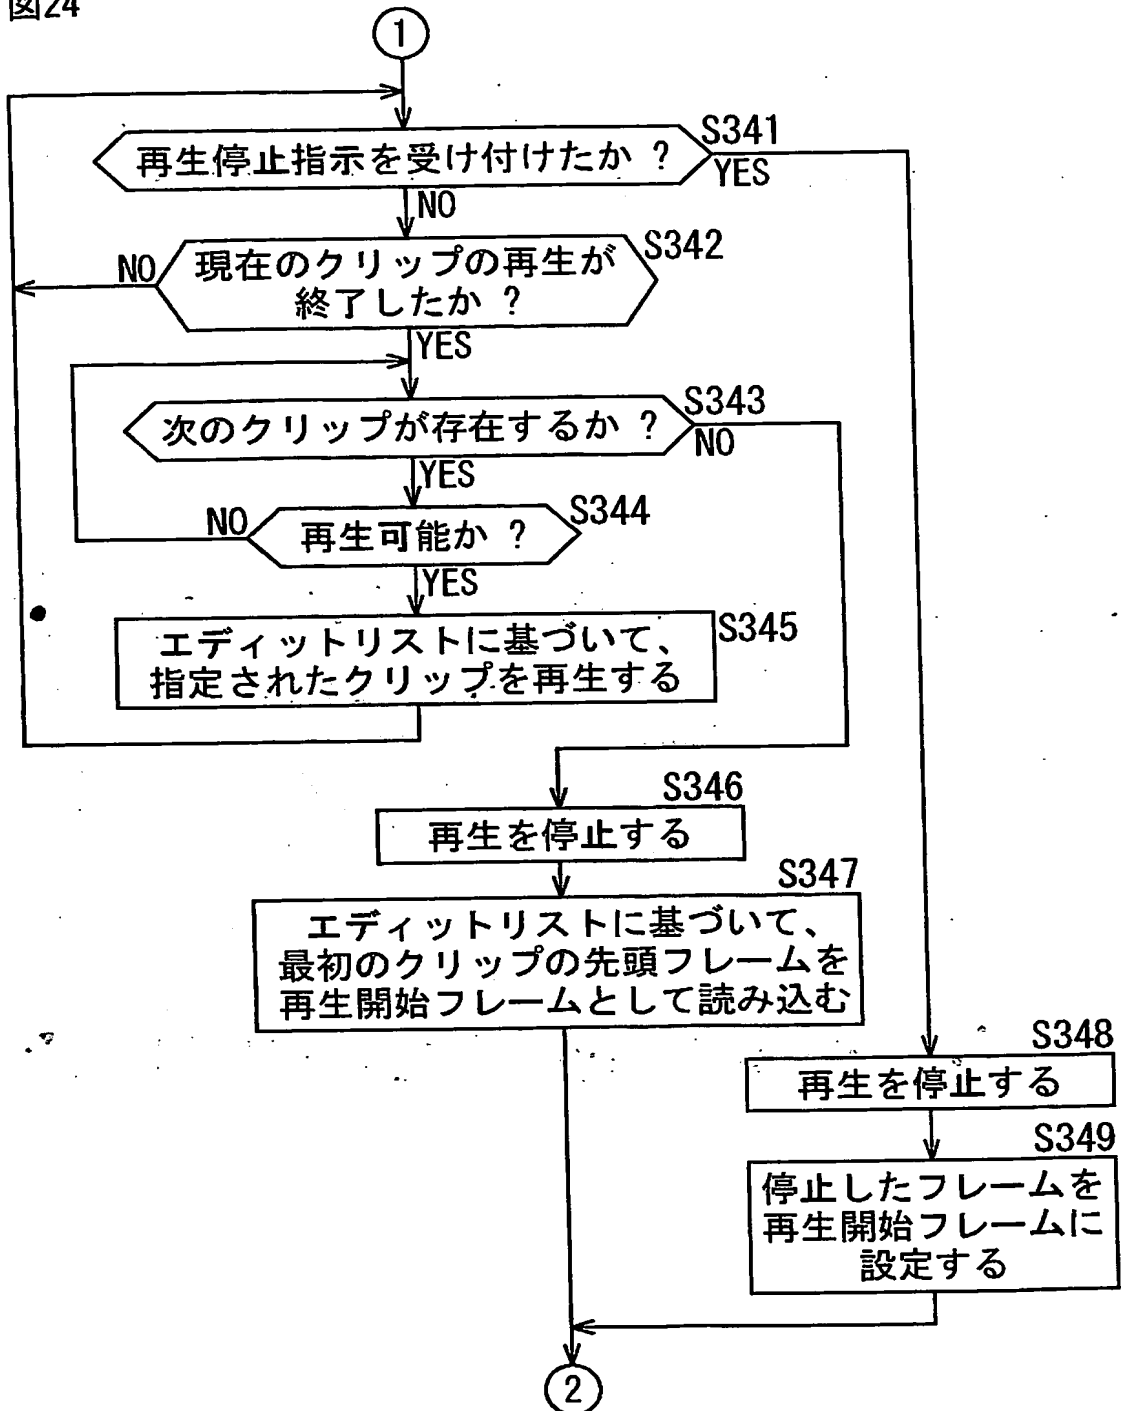 図24
1
再生停止指示を受け付けたか ?
S341
YES
NO
現在のクリップの再生が
終了したか ?
S342
NO
YES
次のクリップが存在するか ?
S343
NO
YES
再生可能か ?
S344
NO
YES
エディットリストに基づいて、
指定されたクリップを再生する
S345
S346
再生を停止する
S347
エディットリストに基づいて、
最初のクリップの先頭フレームを
再生開始フレームとして読み込む
S348
再生を停止する
S349
停止したフレームを
再生開始フレームに
設定する
2